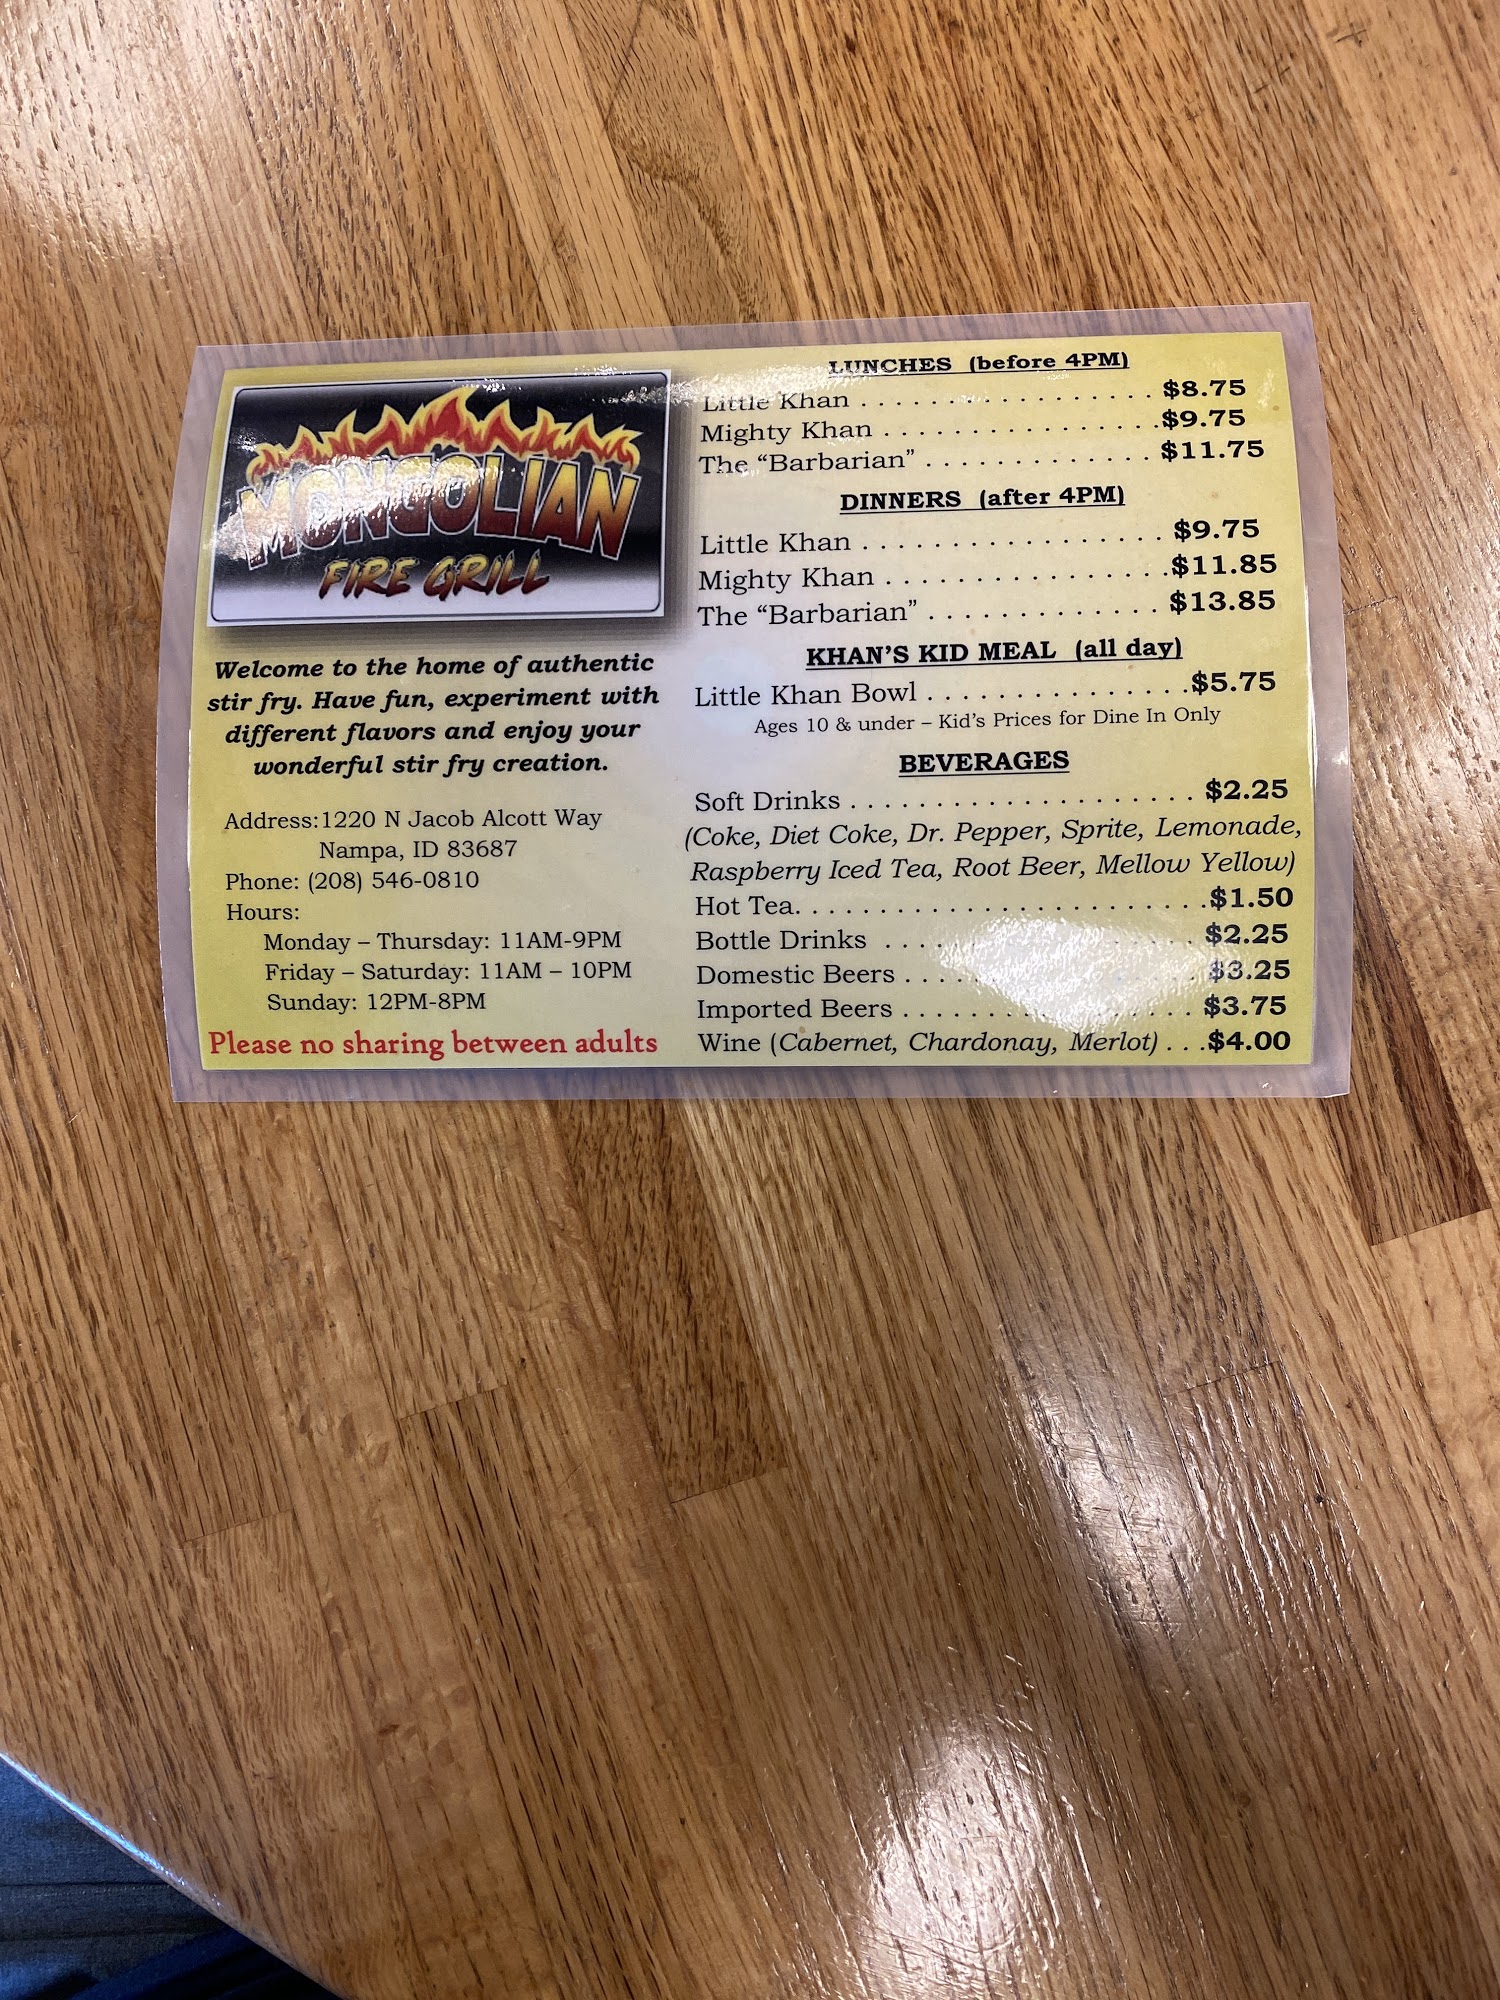 MONGOLIAN
FIRE GRILL
Welcome to the home of authentic
stir fry. Have fun, experiment with
different flavors and enjoy your
wonderful stir fry creation.
Address:1220 N Jacob Alcott Way
Nampa, ID 83687
Phone: (208) 546-0810
Hours:
Monday – Thursday: 11AM-9PM
Friday – Saturday: 11AM – 10PM
Sunday: 12PM-8PM
Please no sharing between adults
LUNCHES (before 4PM)
Little Khan . . . . . . . . . . . . . . . . . $8.75
Mighty Khan . . . . . . . . . . . . . . . .$9.75
The “Barbarian” . . . . . . . . . . . . . $11.75
DINNERS (after 4PM)
Little Khan . . . . . . . . . . . . . . . . . $9.75
Mighty Khan . . . . . . . . . . . . . . . .$11.85
The “Barbarian” . . . . . . . . . . . . . $13.85
KHAN’S KID MEAL (all day)
Little Khan Bowl . . . . . . . . . . . . . . .$5.75
Ages 10 & under – Kid’s Prices for Dine In Only
BEVERAGES
Soft Drinks . . . . . . . . . . . . . . . . . . . . $2.25
(Coke, Diet Coke, Dr. Pepper, Sprite, Lemonade,
Raspberry Iced Tea, Root Beer, Mellow Yellow)
Hot Tea. . . . . . . . . . . . . . . . . . . . . . . .$1.50
Bottle Drinks . . . . . . . . . . . . . . . . . . $2.25
Domestic Beers . . . . . . . . . . . . . . . . . $3.25
Imported Beers . . . . . . . . . . . . . . . . . $3.75
Wine (Cabernet, Chardonay, Merlot) . . .$4.00